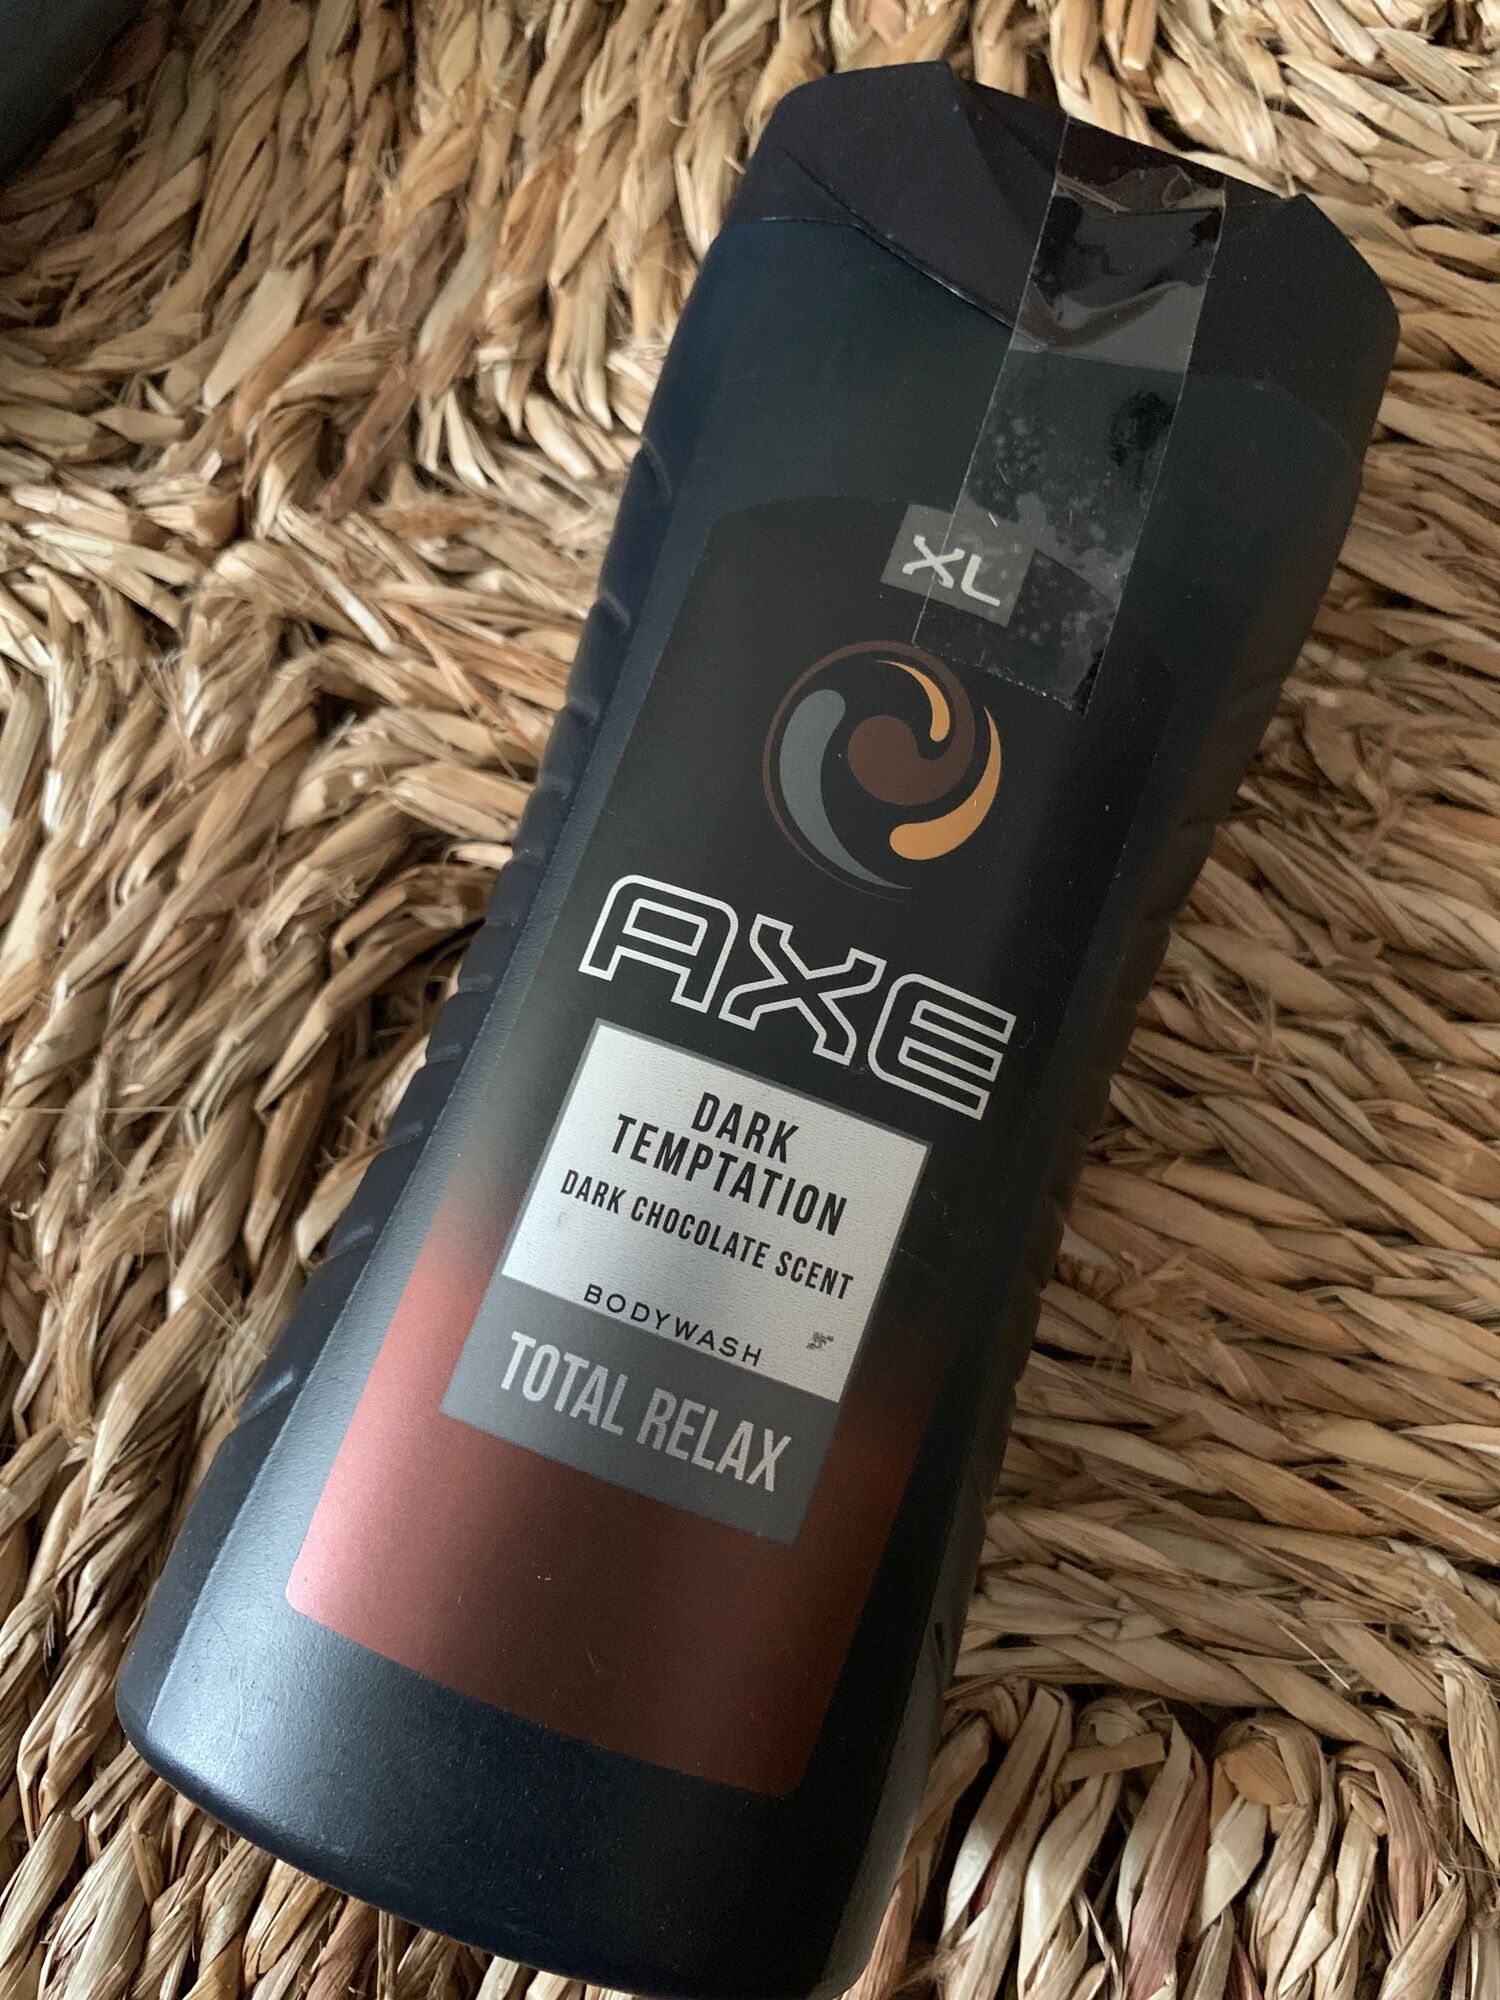 XL
AXE
DARK
TEMPTATION
DARK CHOCOLATE SCENT
BODYWASH
TOTAL RELAX